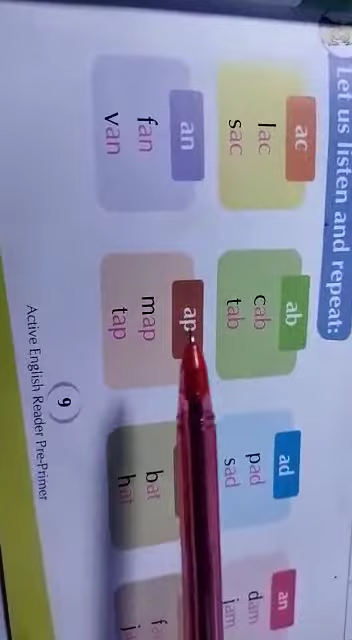 Let us listen and repeat:
ac
lac
sac
ab
cab
tab
ad
pad
sad
an
dam
jam
an
fan
van
ap
map
tap
bat
hat
9
Active English Reader Pre-Primer